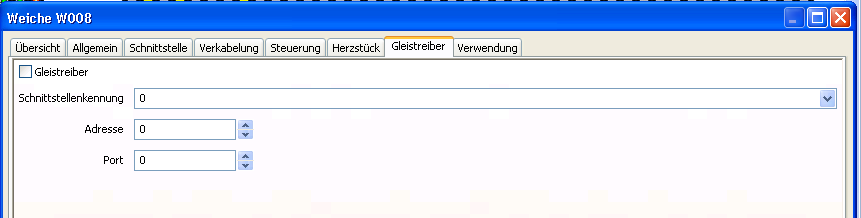 Weiche W008
Übersicht Allgemein Schnittstelle Verkabelung Steuerung Herzstück Gleistreiber Verwendung
Gleistreiber
Schnittstellenkennung 0
Adresse 0
Port 0